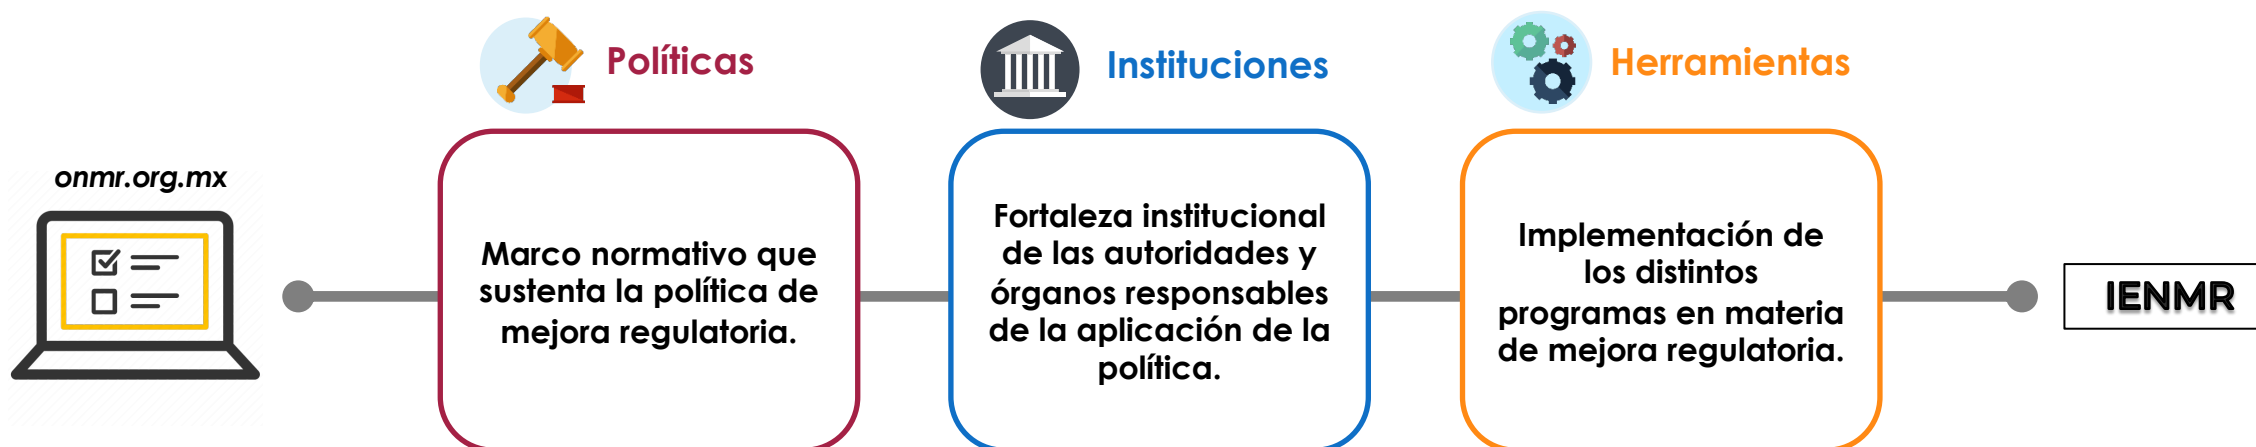 onmr.org.mx
Políticas
Marco normativo que
sustenta la política de
mejora regulatoria.
Instituciones
Fortaleza institucional
de las autoridades y
órganos responsables
de la aplicación de la
política.
Herramientas
Implementación de
los distintos
programas en materia
de mejora regulatoria.
IENMR